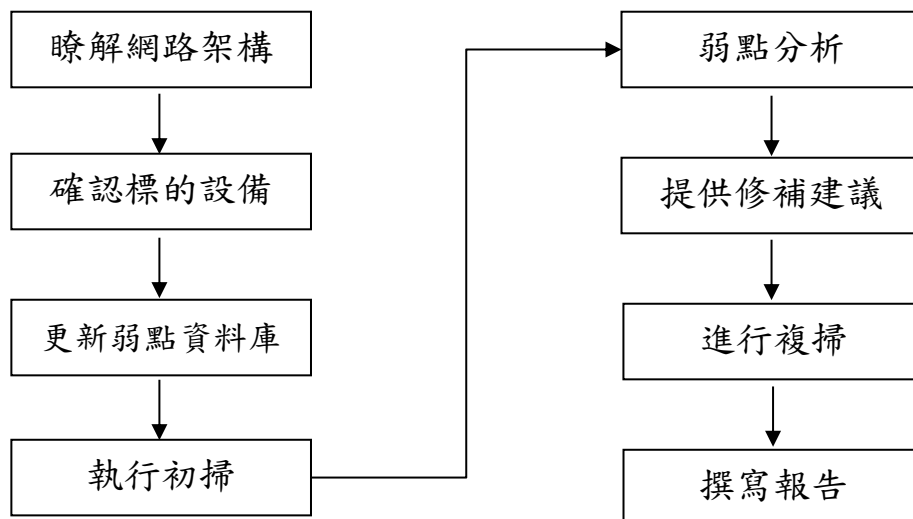 瞭解網路架構
確認標的設備
更新弱點資料庫
執行初掃
弱點分析
提供修補建議
進行複掃
撰寫報告